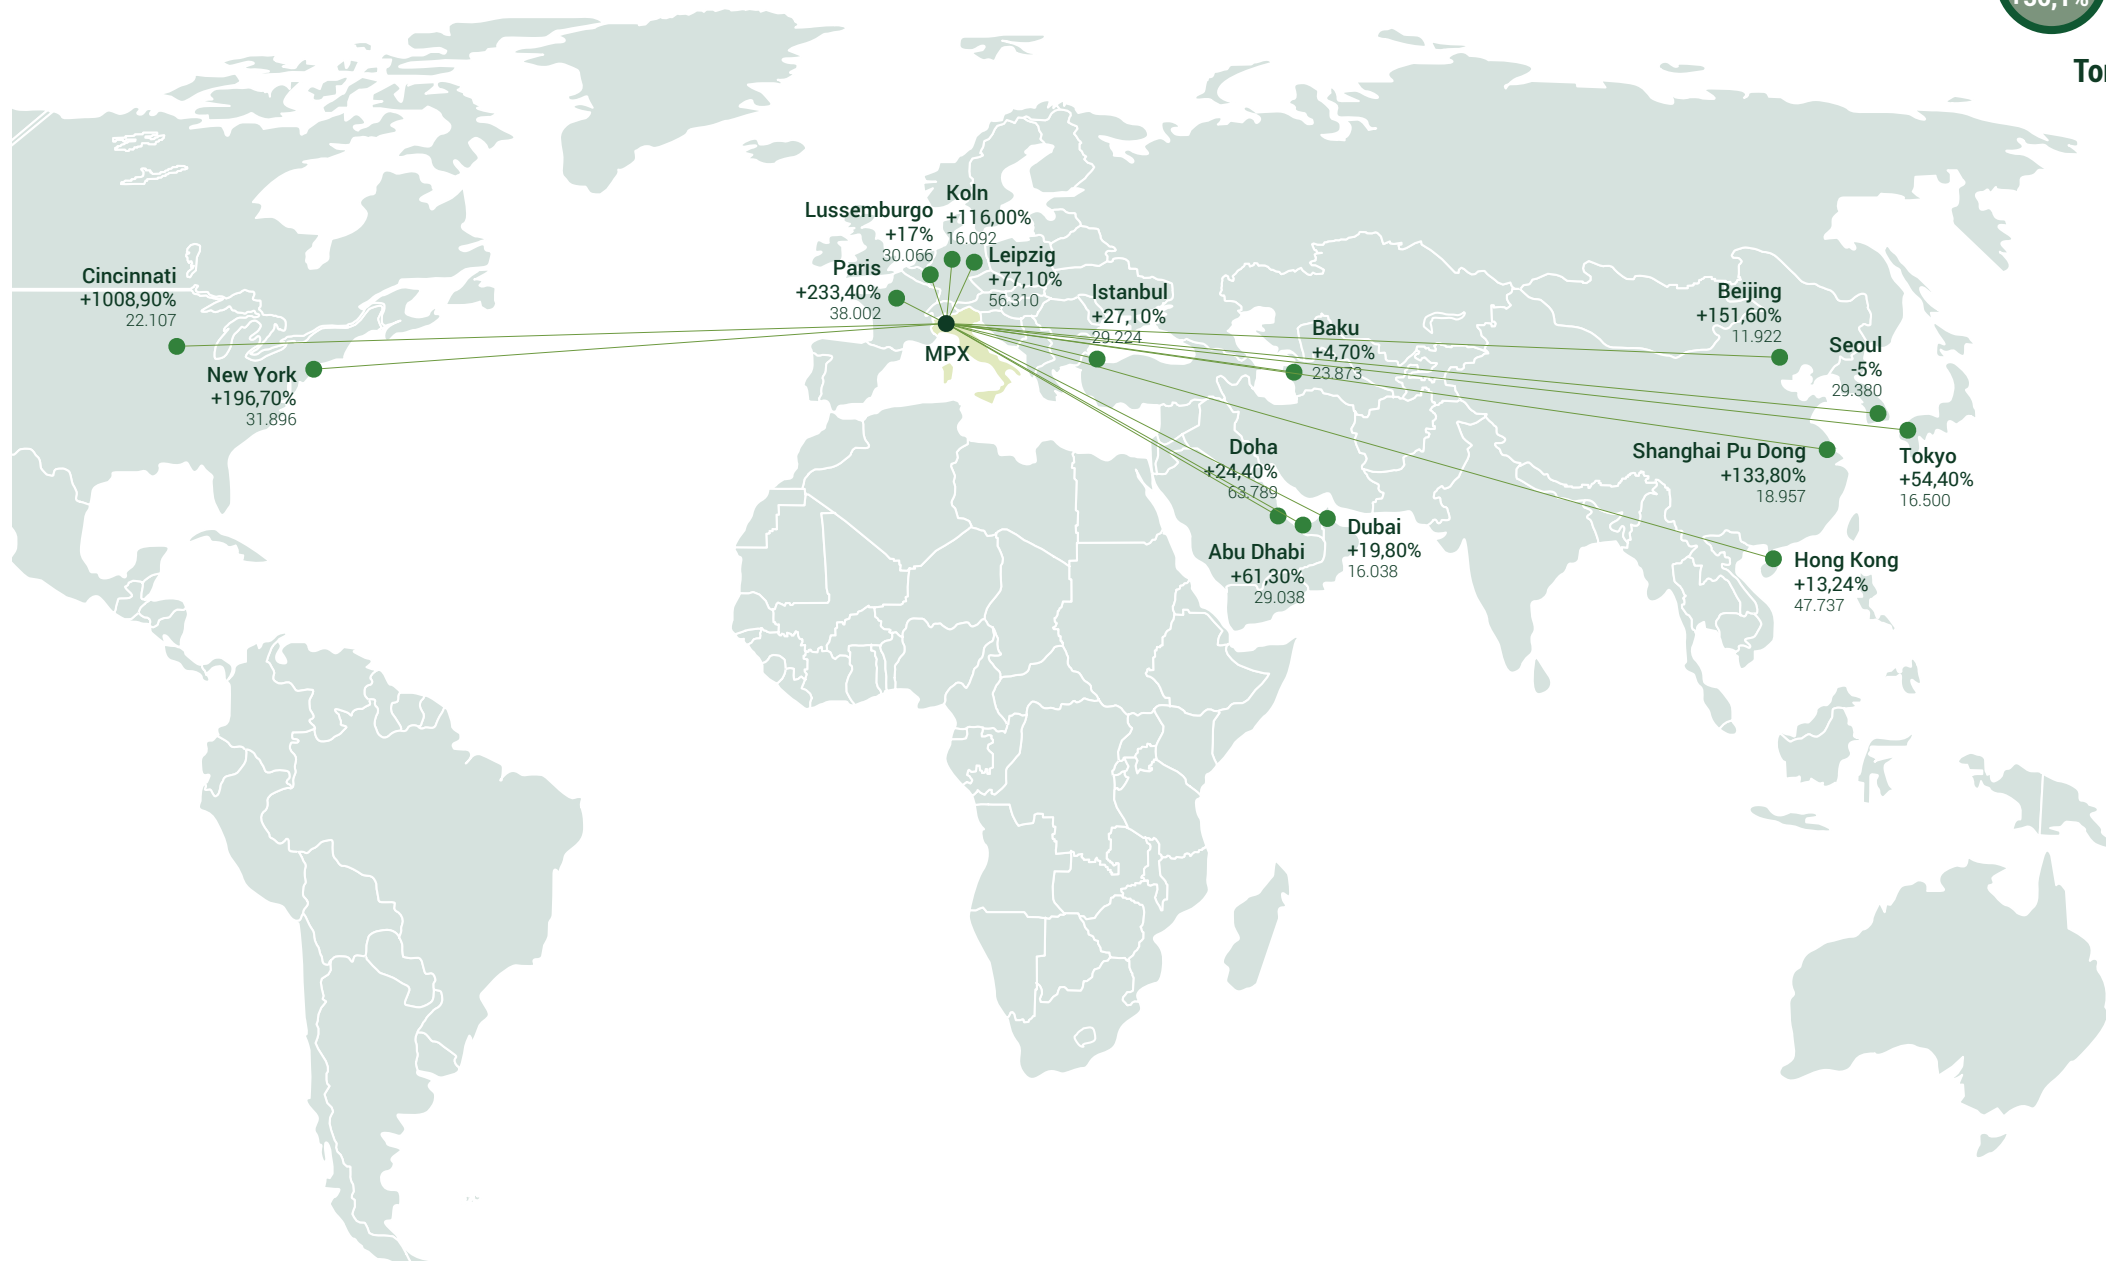 Koln
+116,00%
16.092
Lussemburgo
+17%
30.066
Leipzig
+77,10%
56.310
Paris
+233,40%
38.002
Cincinnati
+1008,90%
22.107
New York
+196,70%
31.896
MPX
Istanbul
+27,10%
29.224
Baku
+4,70%
23.873
Beijing
+151,60%
11.922
Seoul
-5%
29.380
Shanghai Pu Dong
+133,80%
18.957
Tokyo
+54,40%
16.500
Doha
+24,40%
63.789
Abu Dhabi
+61,30%
29.038
Dubai
+19,80%
16.038
Hong Kong
+13,24%
47.737